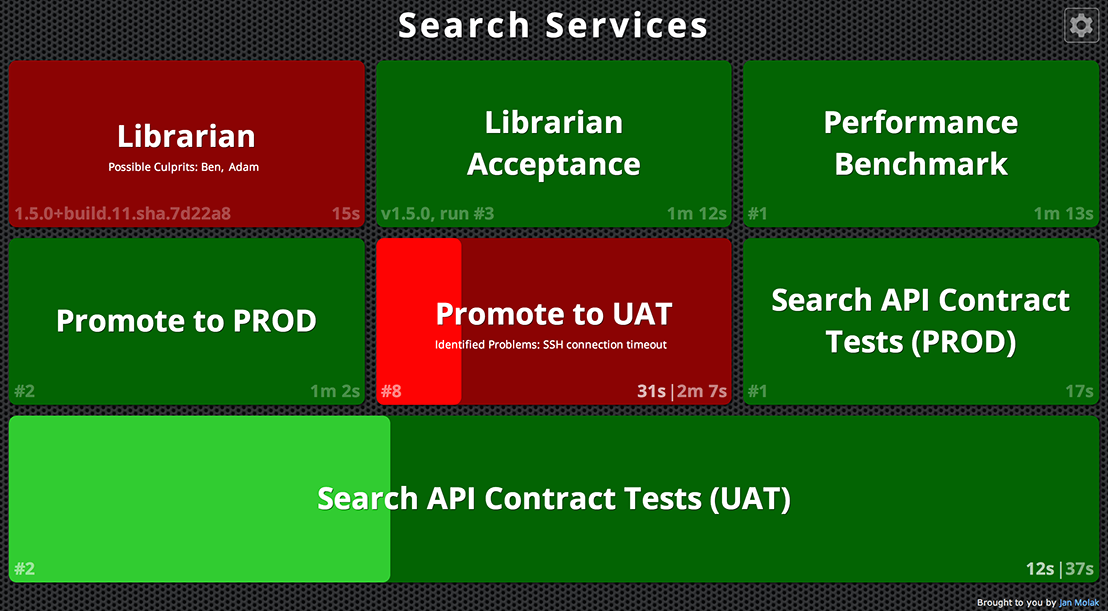 Search Services
Librarian
Possible Culprits: Ben, Adam
1.5.0+build.11.sha.7d22a8 15s
Librarian
Acceptance
v1.5.0, run #3 1m 12s
Performance
Benchmark
#1 1m 13s
Promote to PROD
#2 1m 2s
Promote to UAT
Identified Problems: SSH connection timeout
#8 31s|2m 7s
Search API Contract
Tests (PROD)
#1 17s
Search API Contract Tests (UAT)
#2 12s|37s
Brought to you by Jan Molak